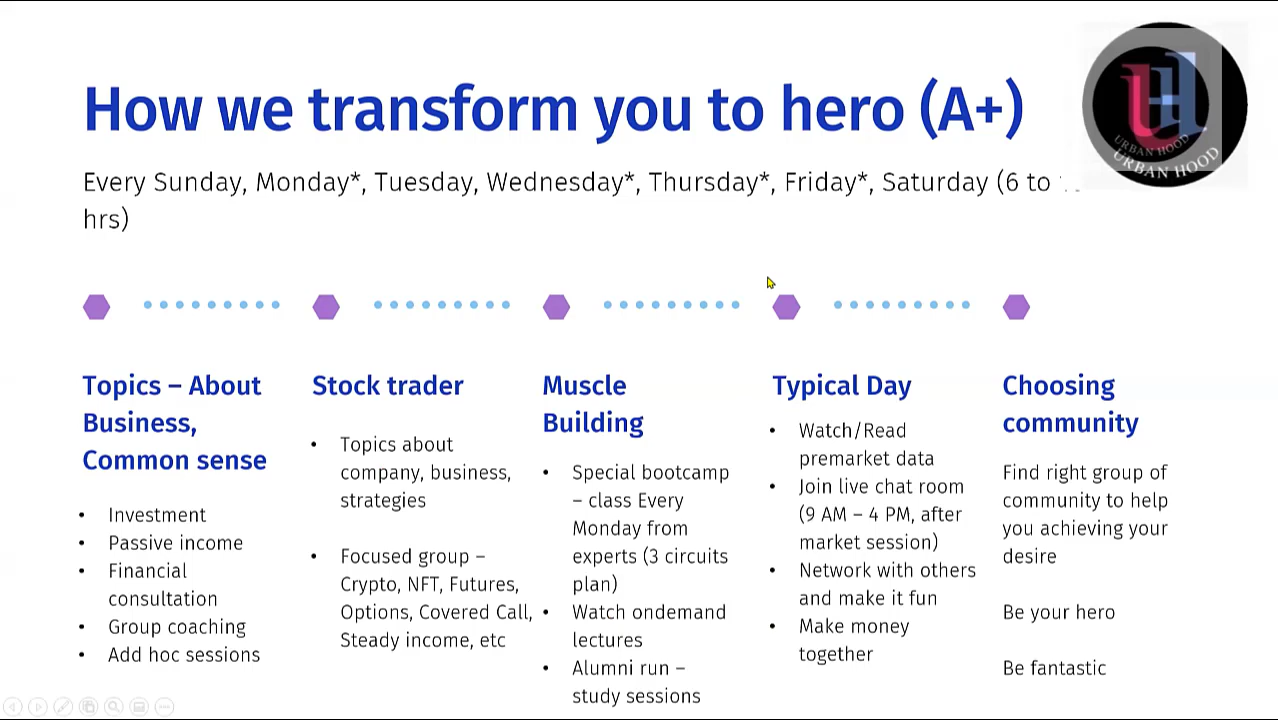 How we transform you to hero (A+)
Every Sunday, Monday*, Tuesday, Wednesday*, Thursday*, Friday*, Saturday (6 to
hrs)
URBAN HOOD
URBAN HOOD
Topics – About
Business,
Common sense
• Investment
• Passive income
• Financial
consultation
• Group coaching
• Add hoc sessions
Stock trader
• Topics about
company, business,
strategies
• Focused group –
Crypto, NFT, Futures,
Options, Covered Call,
Steady income, etc
Muscle
Building
• Special bootcamp
– class Every
Monday from
experts (3 circuits
plan)
• Watch ondemand
lectures
• Alumni run –
study sessions
Typical Day
• Watch/Read
premarket data
• Join live chat room
(9 AM – 4 PM, after
market session)
• Network with others
and make it fun
• Make money
together
Choosing
community
Find right group of
community to help
you achieving your
desire
Be your hero
Be fantastic